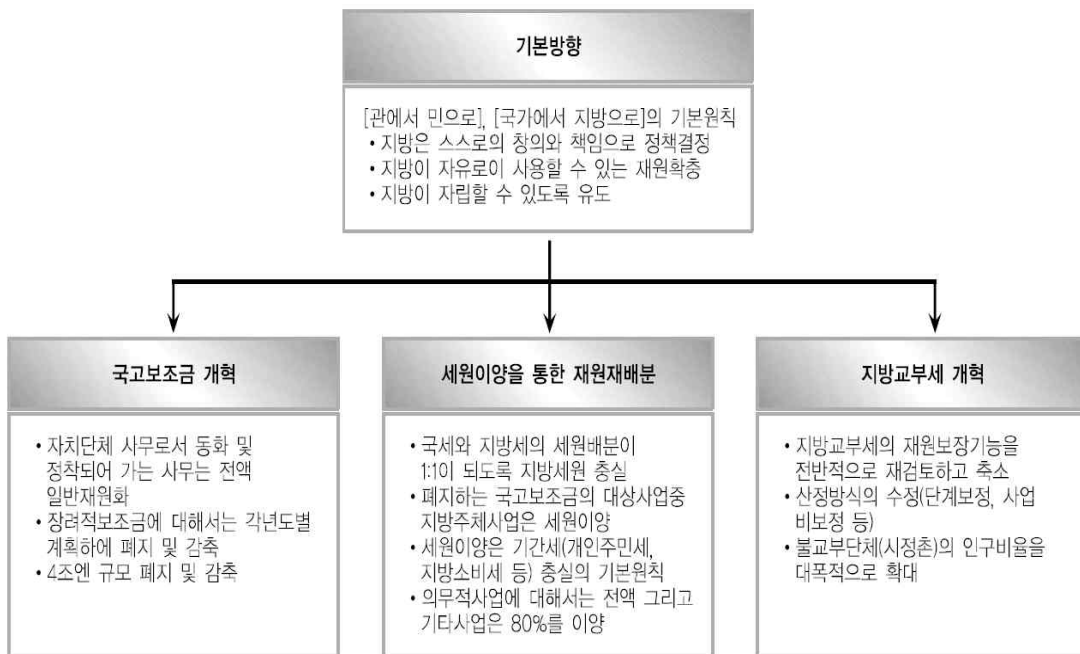 기본방향
[관에서 민으로], [국가에서 지방으로]의 기본원칙
• 지방은 스스로의 창의와 책임으로 정책결정
• 지방이 자유로이 사용할 수 있는 재원확충
• 지방이 자립할 수 있도록 유도
국고보조금 개혁
• 자치단체 사무로서 동화 및
정착되어 가는 사무는 전액
일반재원화
• 장려적보조금에 대해서는 각년도별
계획하에 폐지 및 감축
• 4조엔 규모 폐지 및 감축
세원이양을 통한 재원재배분
• 국세와 지방세의 세원배분이
1:1이 되도록 지방세원 충실
• 폐지하는 국고보조금의 대상사업중
지방주체사업은 세원이양
• 세원이양은 기간세(개인주민세,
지방소비세 등) 충실의 기본원칙
• 의무적사업에 대해서는 전액 그리고
기타사업은 80%를 이양
지방교부세 개혁
• 지방교부세의 재원보장기능을
전반적으로 재검토하고 축소
• 산정방식의 수정(단계보정, 사업
비보정 등)
• 불교부단체(시정촌)의 인구비율을
대폭적으로 확대